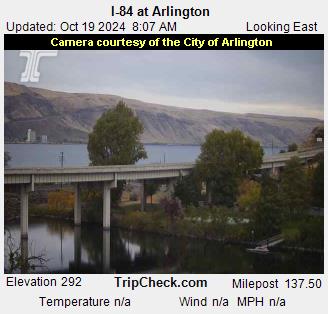 I-84 at Arlington
Updated: Oct 19 2024 8:07 AM Looking East
Camera courtesy of the City of Arlington
Elevation 292 TripCheck.com Milepost 137.50
Temperature n/a Wind n/a MPH n/a